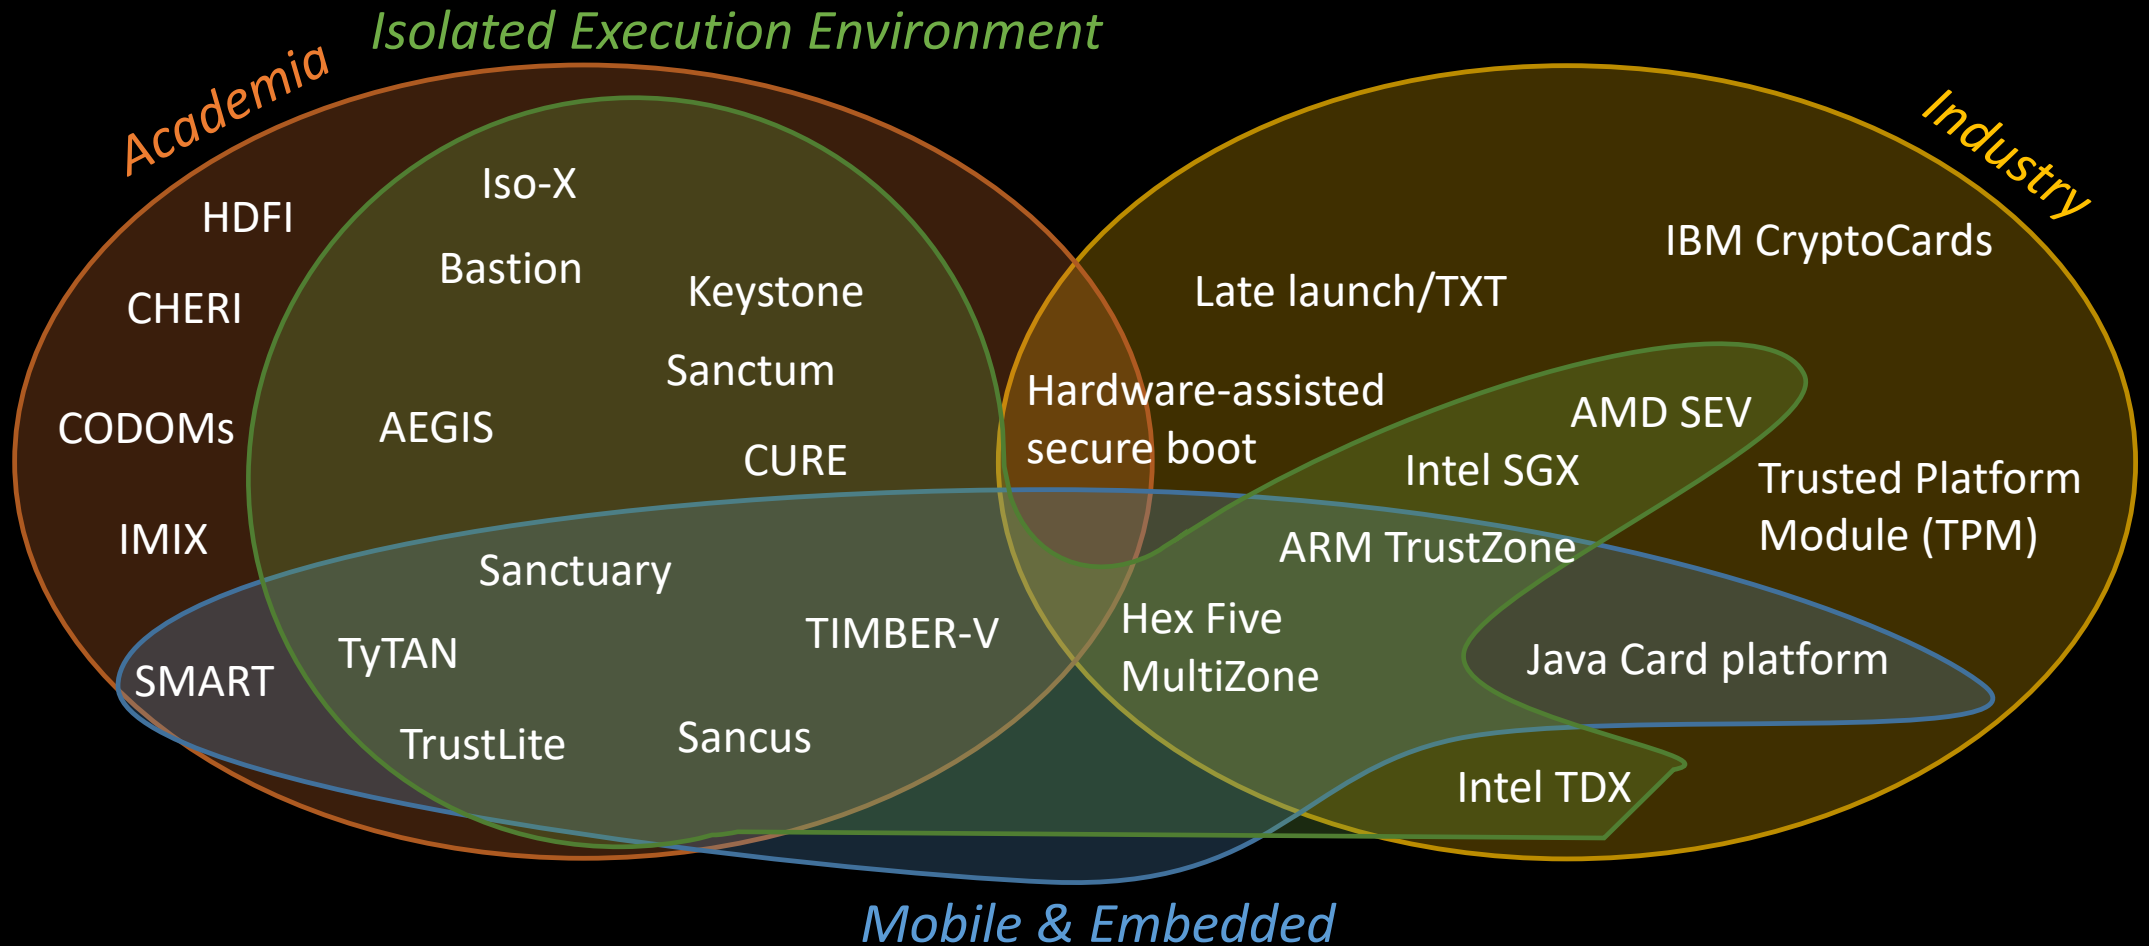 Isolated Execution Environment
Academia
Industry
Iso-X
HDFI
Bastion
IBM CryptoCards
Keystone
Late launch/TXT
CHERI
Sanctum
Hardware-assisted
secure boot
AMD SEV
CODOMs
AEGIS
CURE
Intel SGX
Trusted Platform
Module (TPM)
IMIX
ARM TrustZone
Sanctuary
TIMBER-V
Hex Five
MultiZone
TyTAN
Java Card platform
SMART
TrustLite
Sancus
Intel TDX
Mobile & Embedded